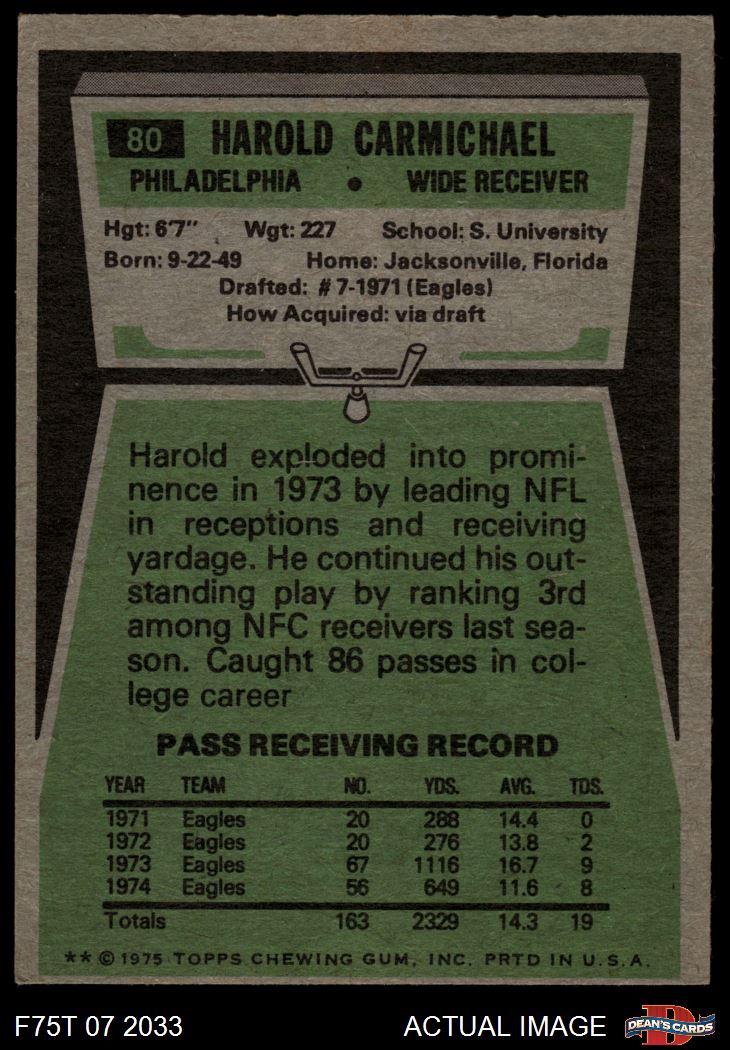 80 HAROLD CARMICHAEL
PHILADELPHIA • WIDE RECEIVER
Hgt: 6'7" Wgt: 227 School: S. University
Born: 9-22-49 Home: Jacksonville, Florida
Drafted: #7-1971 (Eagles)
How Acquired: via draft
Harold exploded into promi-
nence in 1973 by leading NFL
in receptions and receiving
yardage. He continued his out-
standing play by ranking 3rd
among NFC receivers last sea-
son. Caught 86 passes in col-
lege career
PASS RECEIVING RECORD
YEAR TEAM NO. YDS. AVG. TDS.
1971 Eagles 20 288 14.4 0
1972 Eagles 20 276 13.8 2
1973 Eagles 67 1116 16.7 9
1974 Eagles 56 649 11.6 8
Totals 163 2329 14.3 19
** © 1975 TOPPS CHEWING GUM, INC. PRTD IN U.S.A.
F75T 07 2033 ACTUAL IMAGE D DEAN'S CARDS